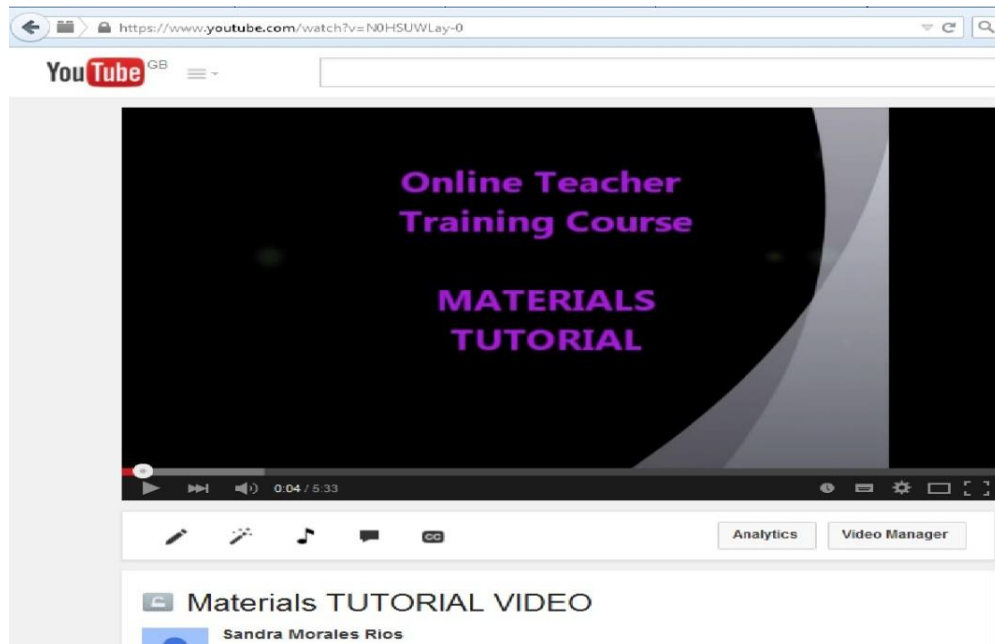 https://www.youtube.com/watch?v=N0HSUWLay-0
YouTube GB
Online Teacher
Training Course
MATERIALS
TUTORIAL
0:04 / 5:33
CC
Analytics
Video Manager
Materials TUTORIAL VIDEO
Sandra Morales Rios